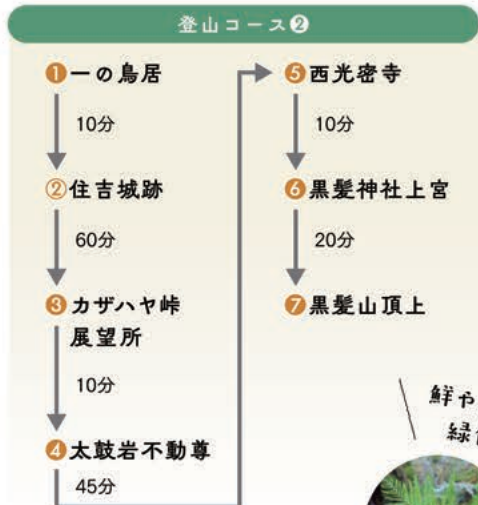 登山コース❷
❶一の鳥居
10分
②住吉城跡
60分
❸カザハヤ峠
展望所
10分
❹太鼓岩不動尊
45分
❺西光密寺
10分
❻黒髪神社上宮
20分
❼黒髪山頂上
鮮や
緑